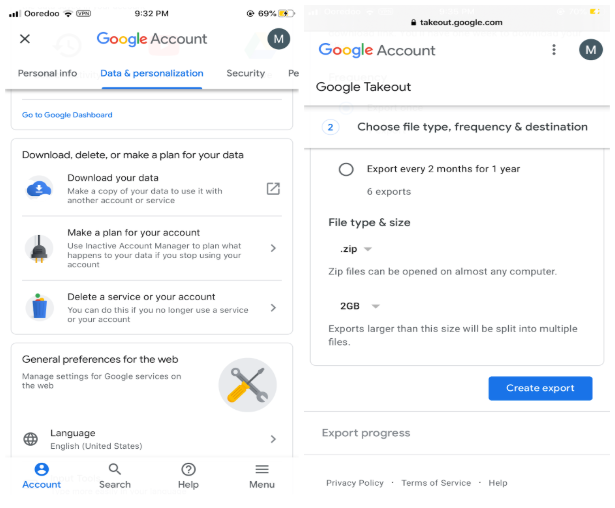 Ooredoo VPN 9:32 PM 69%
Google Account M
Personal info Data & personalization Security Pe
Go to Google Dashboard
Download, delete, or make a plan for your data
Download your data
Make a copy of your data to use it with
another account or service
Make a plan for your account
Use Inactive Account Manager to plan what
happens to your data if you stop using your
account
Delete a service or your account
You can do this if you no longer use a service
or your account
General preferences for the web
Manage settings for Google services on
the web
Language
English (United States)
Account Search Help Menu
takeout.google.com
Google Account M
Google Takeout
2 Choose file type, frequency & destination
Export every 2 months for 1 year
6 exports
File type & size
.zip
Zip files can be opened on almost any computer.
2GB
Exports larger than this size will be split into multiple
files.
Create export
Export progress
Privacy Policy · Terms of Service · Help